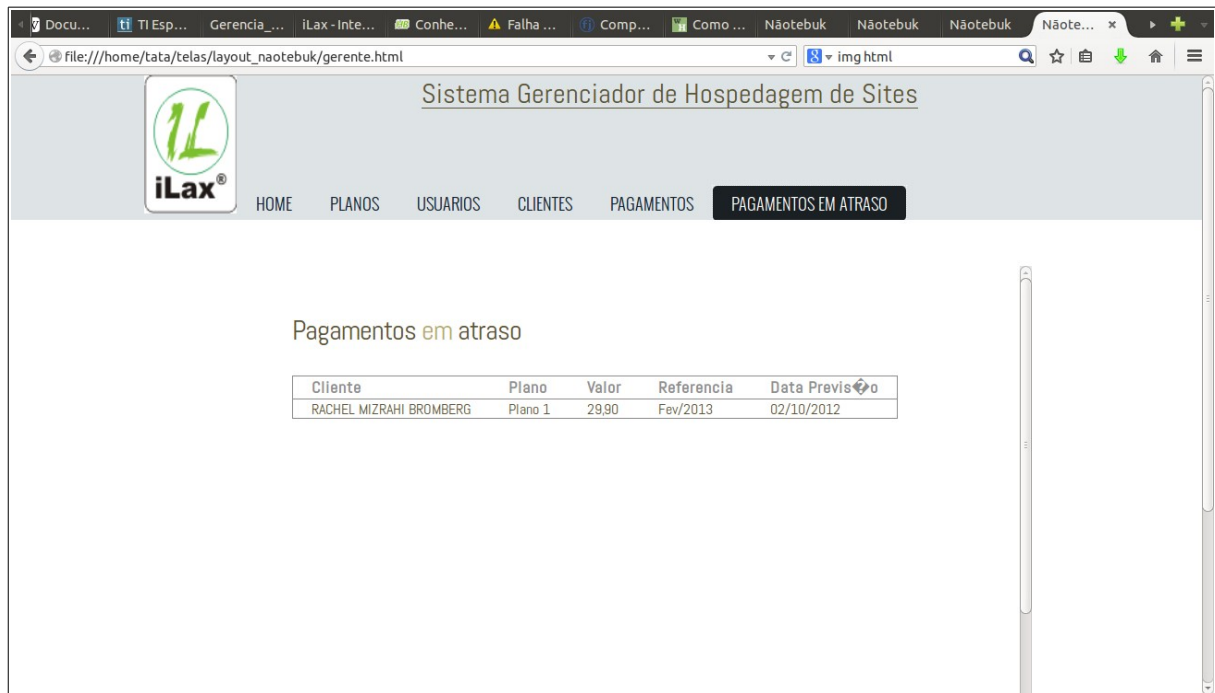 Docu... TI Esp... Gerencia_... iLax - Inte... Conhe... Falha ... Comp... Como ... Nãotebuk Nãotebuk Nãotebuk Nãote...
file:///home/tata/telas/layout_naotebuk/gerente.html img html
Sistema Gerenciador de Hospedagem de Sites
iLax®
HOME PLANOS USUARIOS CLIENTES PAGAMENTOS PAGAMENTOS EM ATRASO
Pagamentos em atraso
Cliente Plano Valor Referencia Data Previs�o
RACHEL MIZRAHI BROMBERG Plano 1 29,90 Fev/2013 02/10/2012